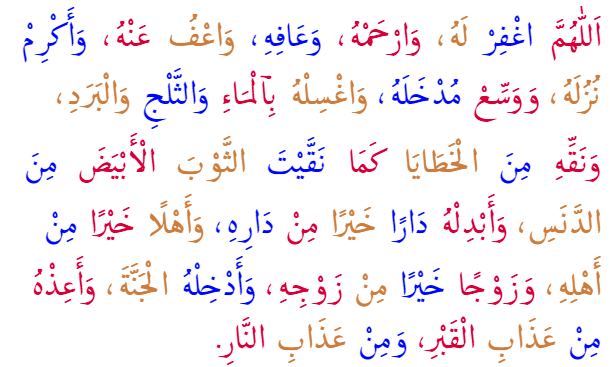 اَللّٰهُمَّ اغْفِرْ لَهُ، وَارْحَمْهُ، وَعَافِهِ، وَاعْفُ عَنْهُ، وَأَكْرِمْ
نُزُلَهُ، وَوَسِّعْ مُدْخَلَهُ، وَاغْسِلْهُ بِالْمَاءِ وَالثَّلْجِ وَالْبَرَدِ،
وَنَقِّهِ مِنَ الْخَطَايَا كَمَا نَقَّيْتَ الثَّوْبَ الْأَبْيَضَ مِنَ
الدَّنَسِ، وَأَبْدِلْهُ دَارًا خَيْرًا مِنْ دَارِهِ، وَأَهْلًا خَيْرًا مِنْ
أَهْلِهِ، وَزَوْجًا خَيْرًا مِنْ زَوْجِهِ، وَأَدْخِلْهُ الْجَنَّةَ، وَأَعِذْهُ
مِنْ عَذَابِ الْقَبْرِ، وَمِنْ عَذَابِ النَّارِ.